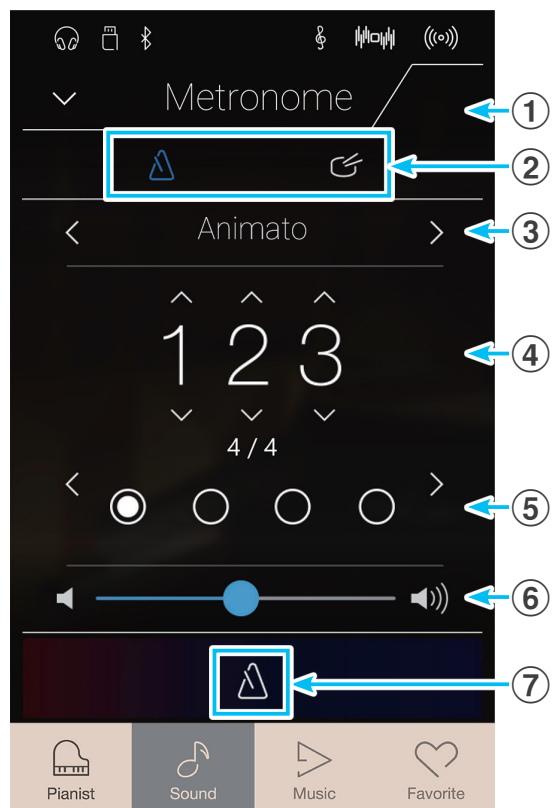 Metronome
①
②
Animato
③
1 2 3
④
4 / 4
⑤
⑥
⑦
Pianist Sound Music Favorite